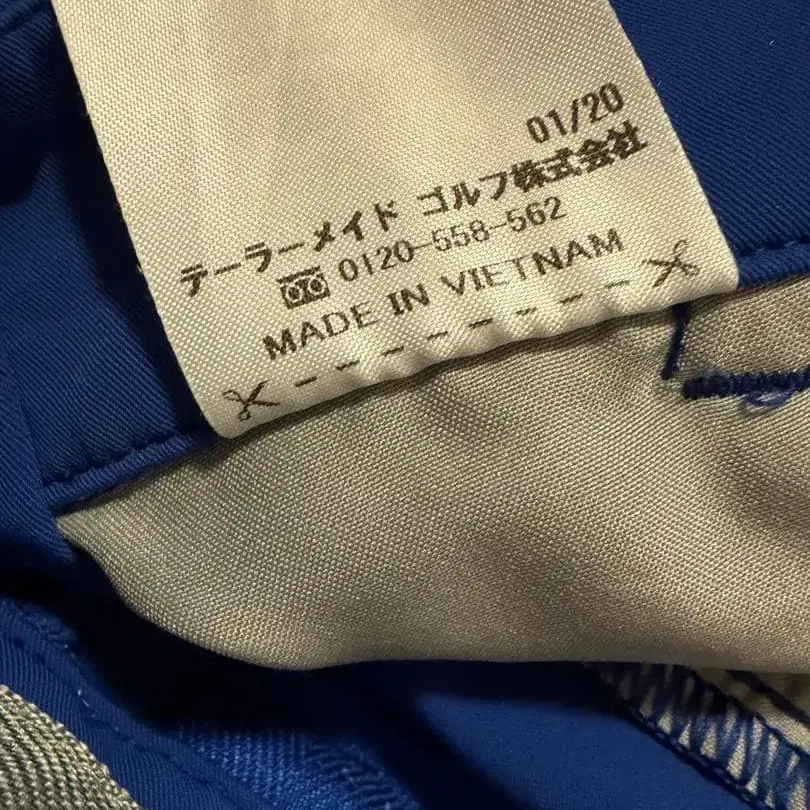 01/20
テーラーメイド ゴルフ株式会社
0120-558-562
MADE IN VIETNAM